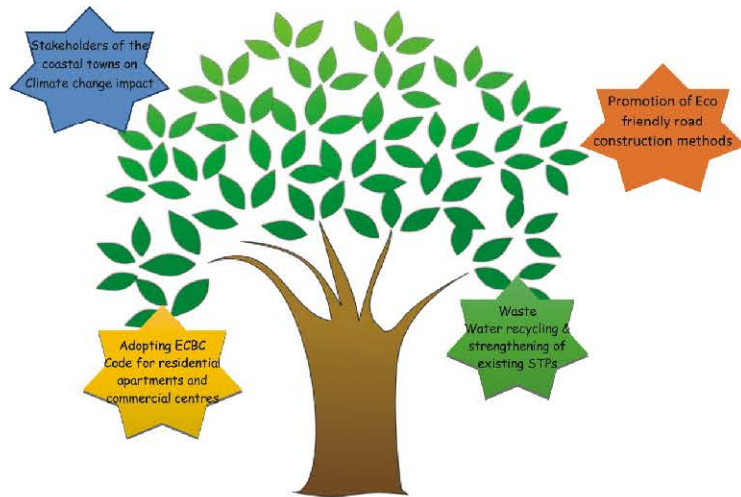 Stakeholders of the
coastal towns on
Climate change impact
Promotion of Eco
friendly road
construction methods
Adopting ECBC
Code for residential
apartments and
commercial centres
Waste
Water recycling &
strengthening of
existing STPs